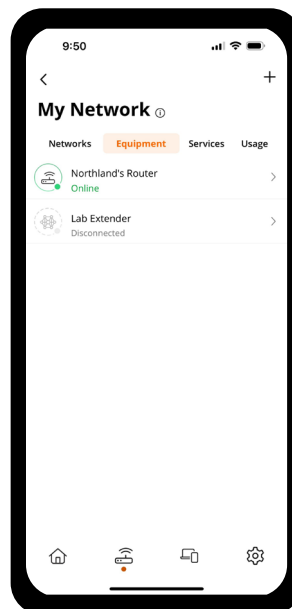 9:50
My Network
Networks Equipment Services Usage
Northland's Router
Online
Lab Extender
Disconnected